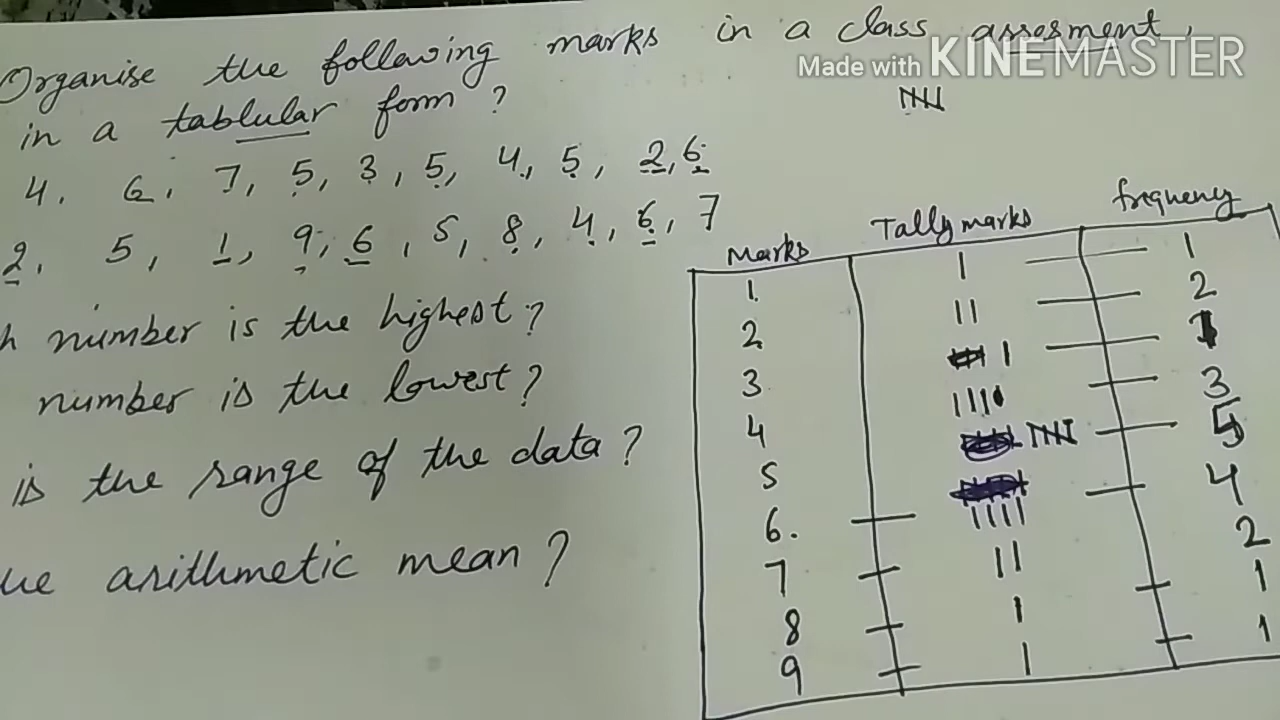 Organise the following marks in a class assesment,
in a tablular form ?
4, 6, 7, 5, 3, 5, 4, 5, 2, 6
2, 5, 1, 9, 6, 5, 8, 4, 6, 7
h number is the highest?
number is the lowest?
is the range of the data?
ue arithmetic mean?
Made with KINEMASTER
Marks Tally marks frequeny
1. | 1
2 || 2
3 | 1
4 ||| 3
5 𝍸 5
6. |||| 4
7 || 2
8 | 1
9 | 1